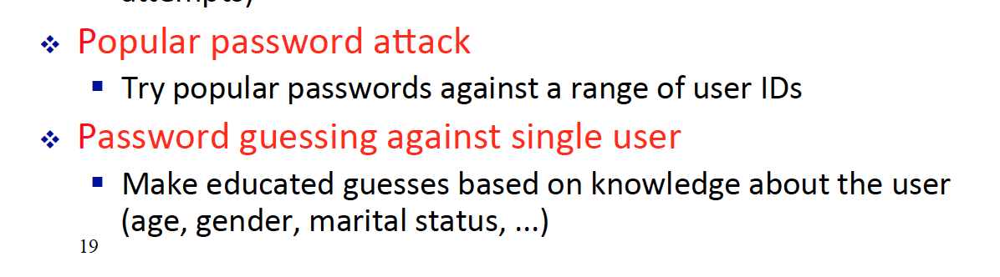 Popular password attack
Try popular passwords against a range of user IDs
Password guessing against single user
Make educated guesses based on knowledge about the user
(age, gender, marital status, ...)
19